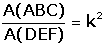 A(ABC)/A(DEF) = k²